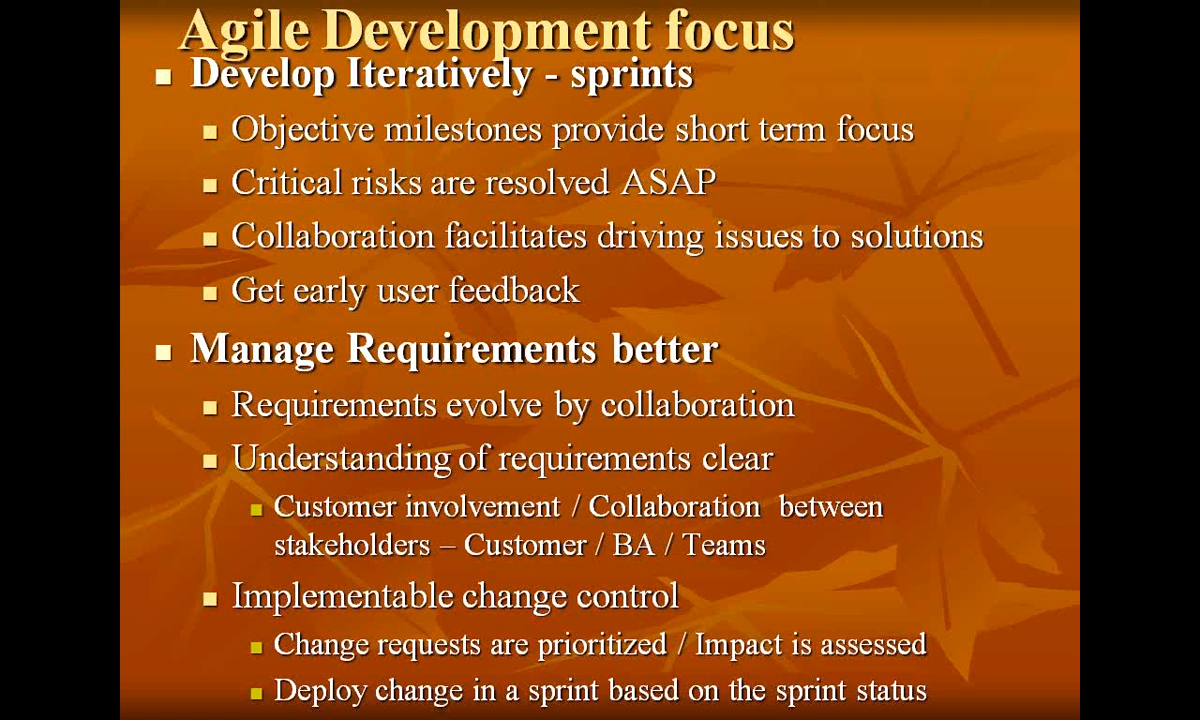 Agile Development focus
Develop Iteratively - sprints
Objective milestones provide short term focus
Critical risks are resolved ASAP
Collaboration facilitates driving issues to solutions
Get early user feedback
Manage Requirements better
Requirements evolve by collaboration
Understanding of requirements clear
Customer involvement / Collaboration between
stakeholders – Customer / BA / Teams
Implementable change control
Change requests are prioritized / Impact is assessed
Deploy change in a sprint based on the sprint status